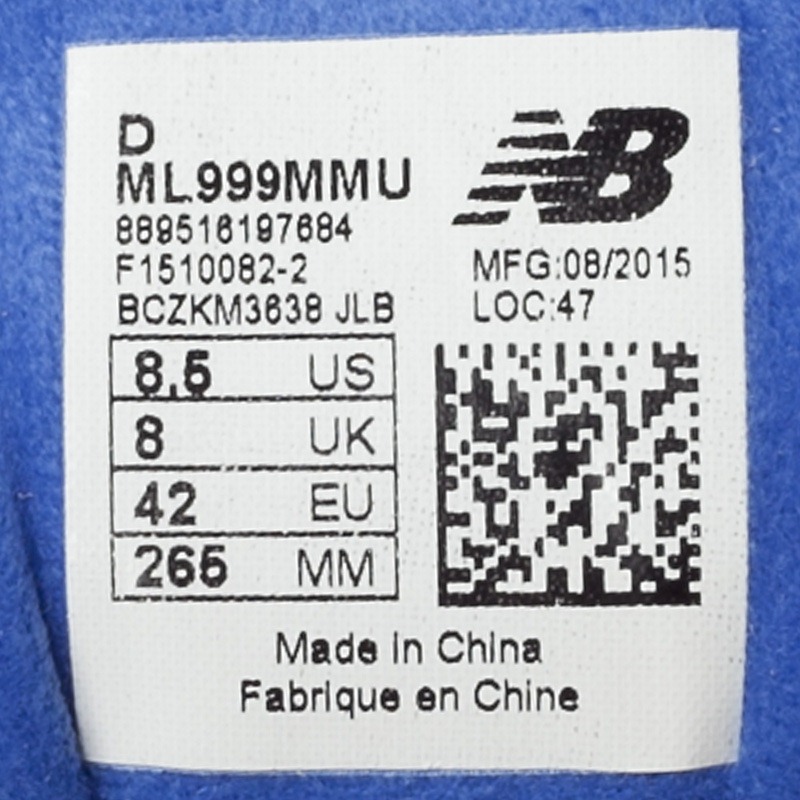 D
ML999MMU
889516197684
F1510082-2
BCZKM3638 JLB
NB
MFG:08/2015
LOC:47
8.5 US
8 UK
42 EU
265 MM
Made in China
Fabrique en Chine